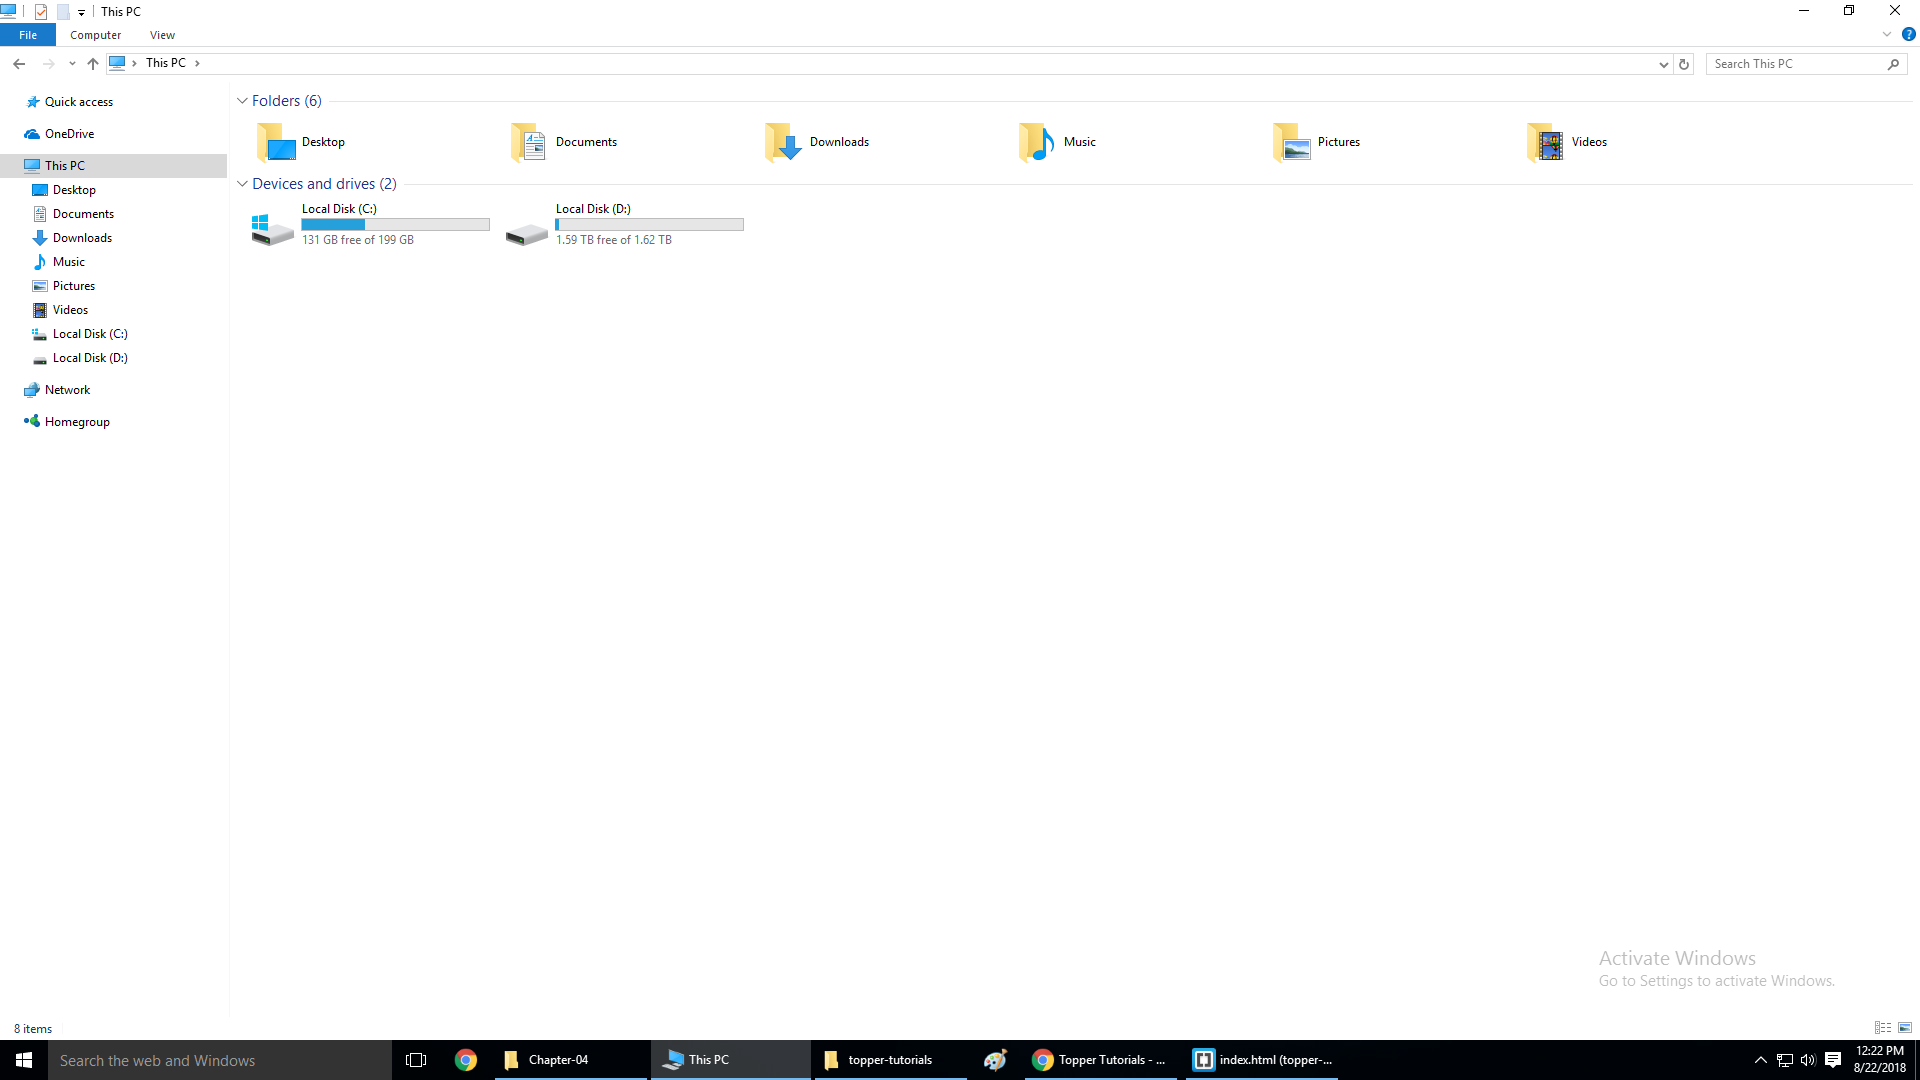 This PC
File Computer View
This PC
Search This PC
Quick access
OneDrive
This PC
Desktop
Documents
Downloads
Music
Pictures
Videos
Local Disk (C:)
Local Disk (D:)
Network
Homegroup
Folders (6)
Desktop
Documents
Downloads
Music
Pictures
Videos
Devices and drives (2)
Local Disk (C:)
131 GB free of 199 GB
Local Disk (D:)
1.59 TB free of 1.62 TB
Activate Windows
Go to Settings to activate Windows.
8 items
Search the web and Windows
Chapter-04
This PC
topper-tutorials
Topper Tutorials - ...
index.html (topper-...
12:22 PM
8/22/2018